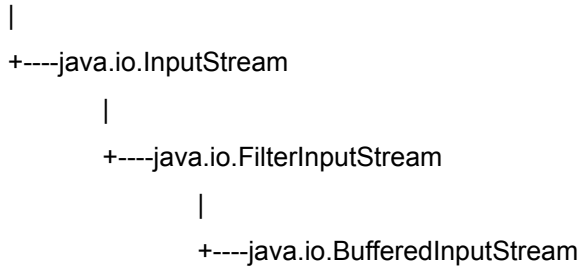 |
+----java.io.InputStream
|
+----java.io.FilterInputStream
|
+----java.io.BufferedInputStream